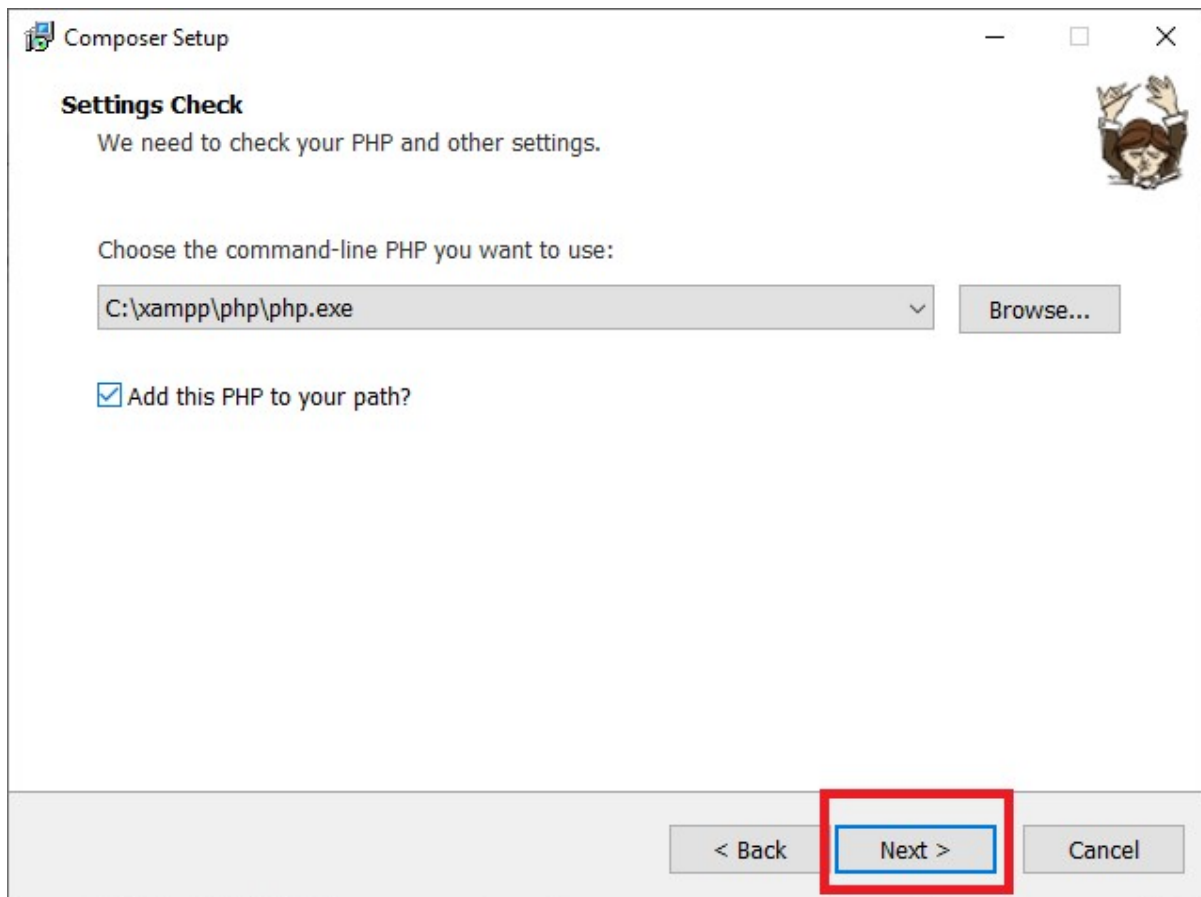 Composer Setup
Settings Check
We need to check your PHP and other settings.
Choose the command-line PHP you want to use:
C:\xampp\php\php.exe
Browse...
Add this PHP to your path?
< Back
Next >
Cancel